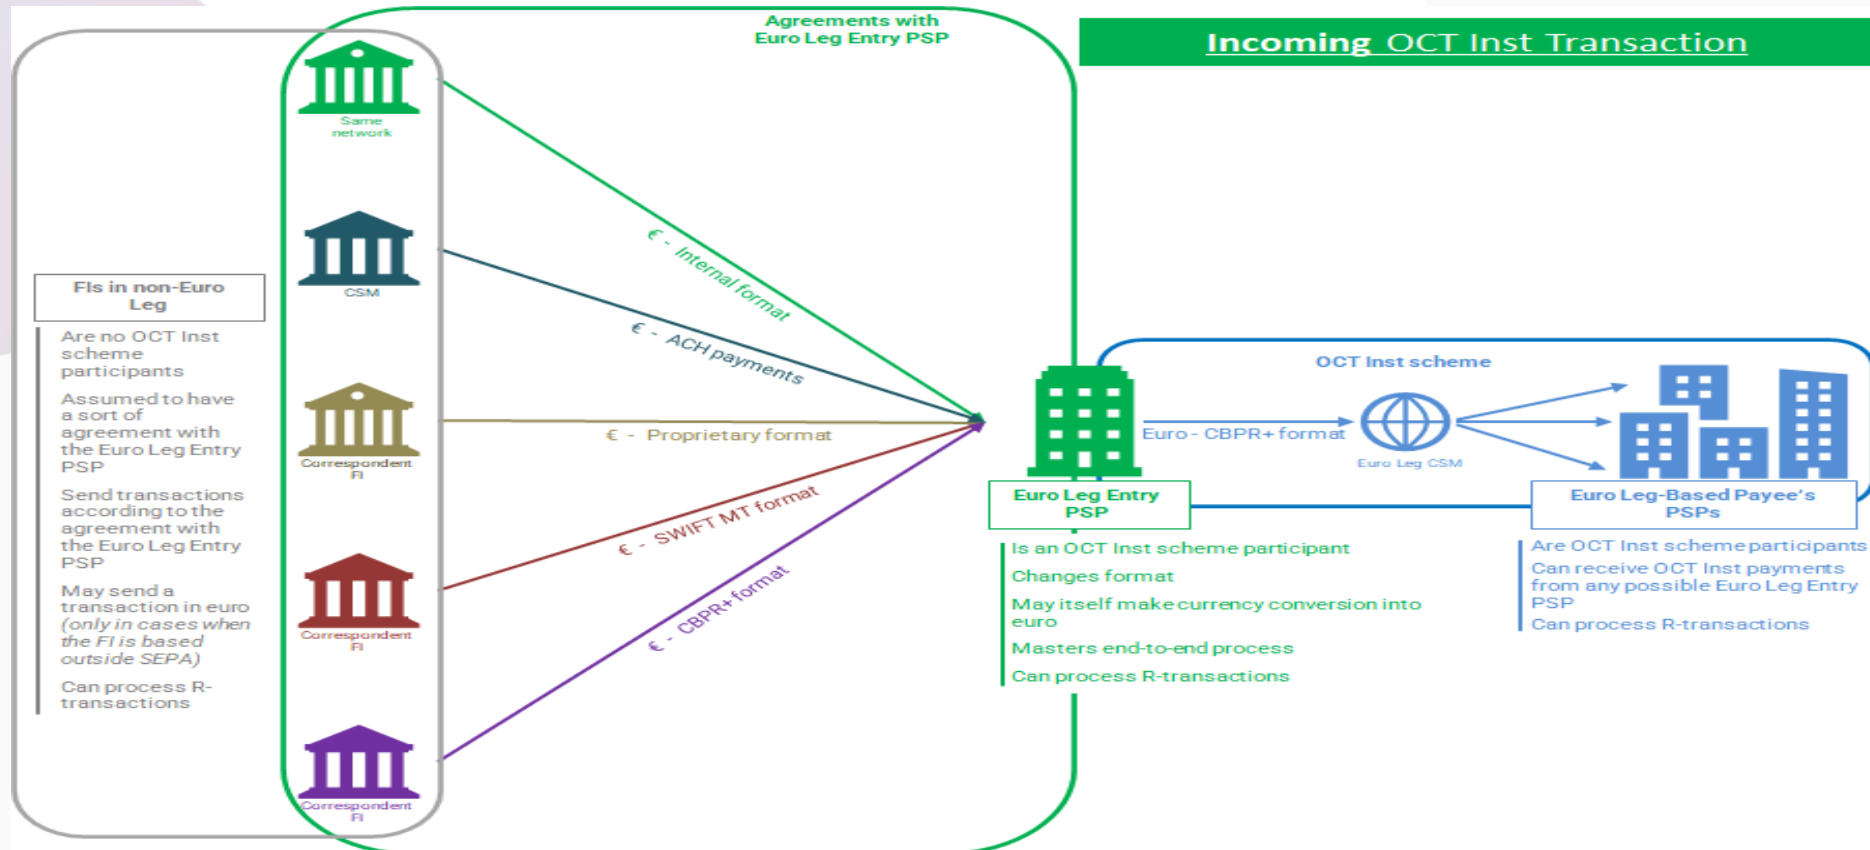 Agreements with
Euro Leg Entry PSP
Incoming OCT Inst Transaction
Same
network
CSM
Correspondent
FI
Correspondent
FI
Correspondent
FI
FIs in non-Euro
Leg
Are no OCT Inst
scheme
participants
Assumed to have
a sort of
agreement with
the Euro Leg Entry
PSP
Send transactions
according to the
agreement with
the Euro Leg Entry
PSP
May send a
transaction in euro
(only in cases when
the FI is based
outside SEPA)
Can process R-
transactions
€ - Internal format
€ - ACH payments
€ - Proprietary format
€ - SWIFT MT format
€ - CBPR+ format
Euro Leg Entry
PSP
Is an OCT Inst scheme participant
Changes format
May itself make currency conversion into
euro
Masters end-to-end process
Can process R-transactions
OCT Inst scheme
Euro - CBPR+ format
Euro Leg CSM
Euro Leg-Based Payee's
PSPs
Are OCT Inst scheme participants
Can receive OCT Inst payments
from any possible Euro Leg Entry
PSP
Can process R-transactions